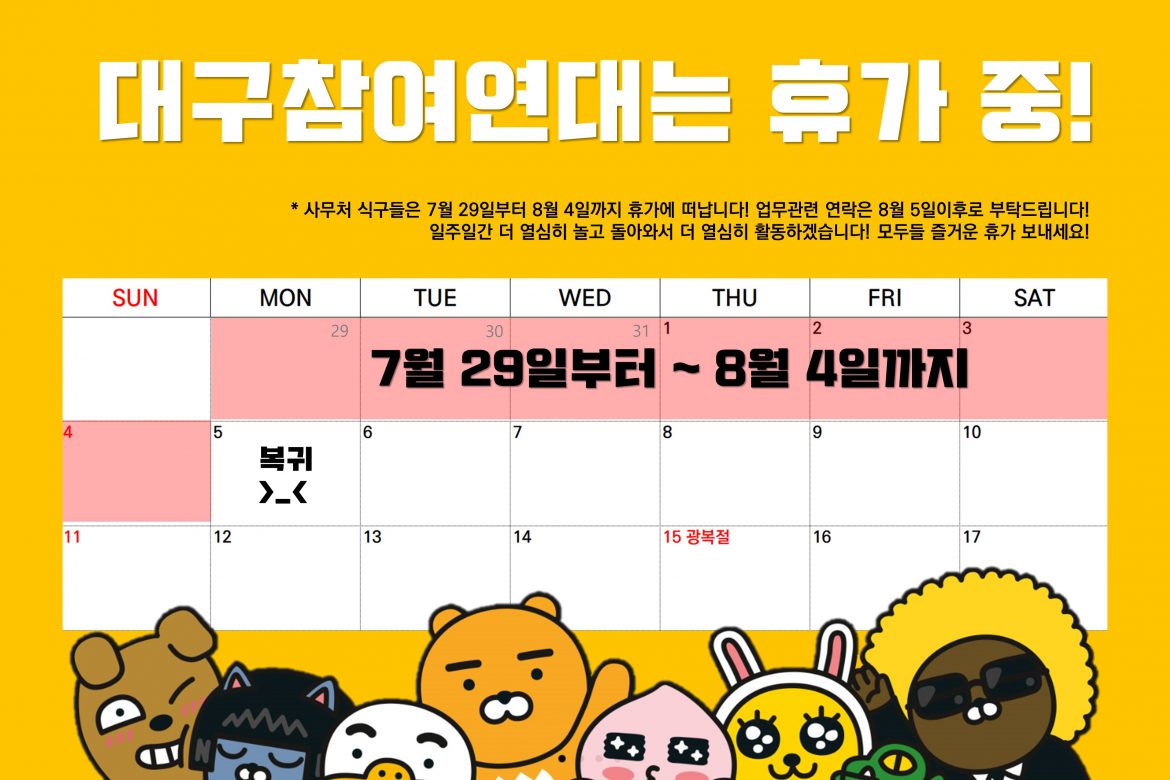 대구참여연대는 휴가 중!
* 사무처 식구들은 7월 29일부터 8월 4일까지 휴가에 떠납니다! 업무관련 연락은 8월 5일이후로 부탁드립니다!
일주일간 더 열심히 놀고 돌아와서 더 열심히 활동하겠습니다! 모두들 즐거운 휴가 보내세요!
SUN MON TUE WED THU FRI SAT
29 30 31 1 2 3
7월 29일부터 ~ 8월 4일까지
4 5 6 7 8 9 10
복귀
>_<
11 12 13 14 15 광복절 16 17